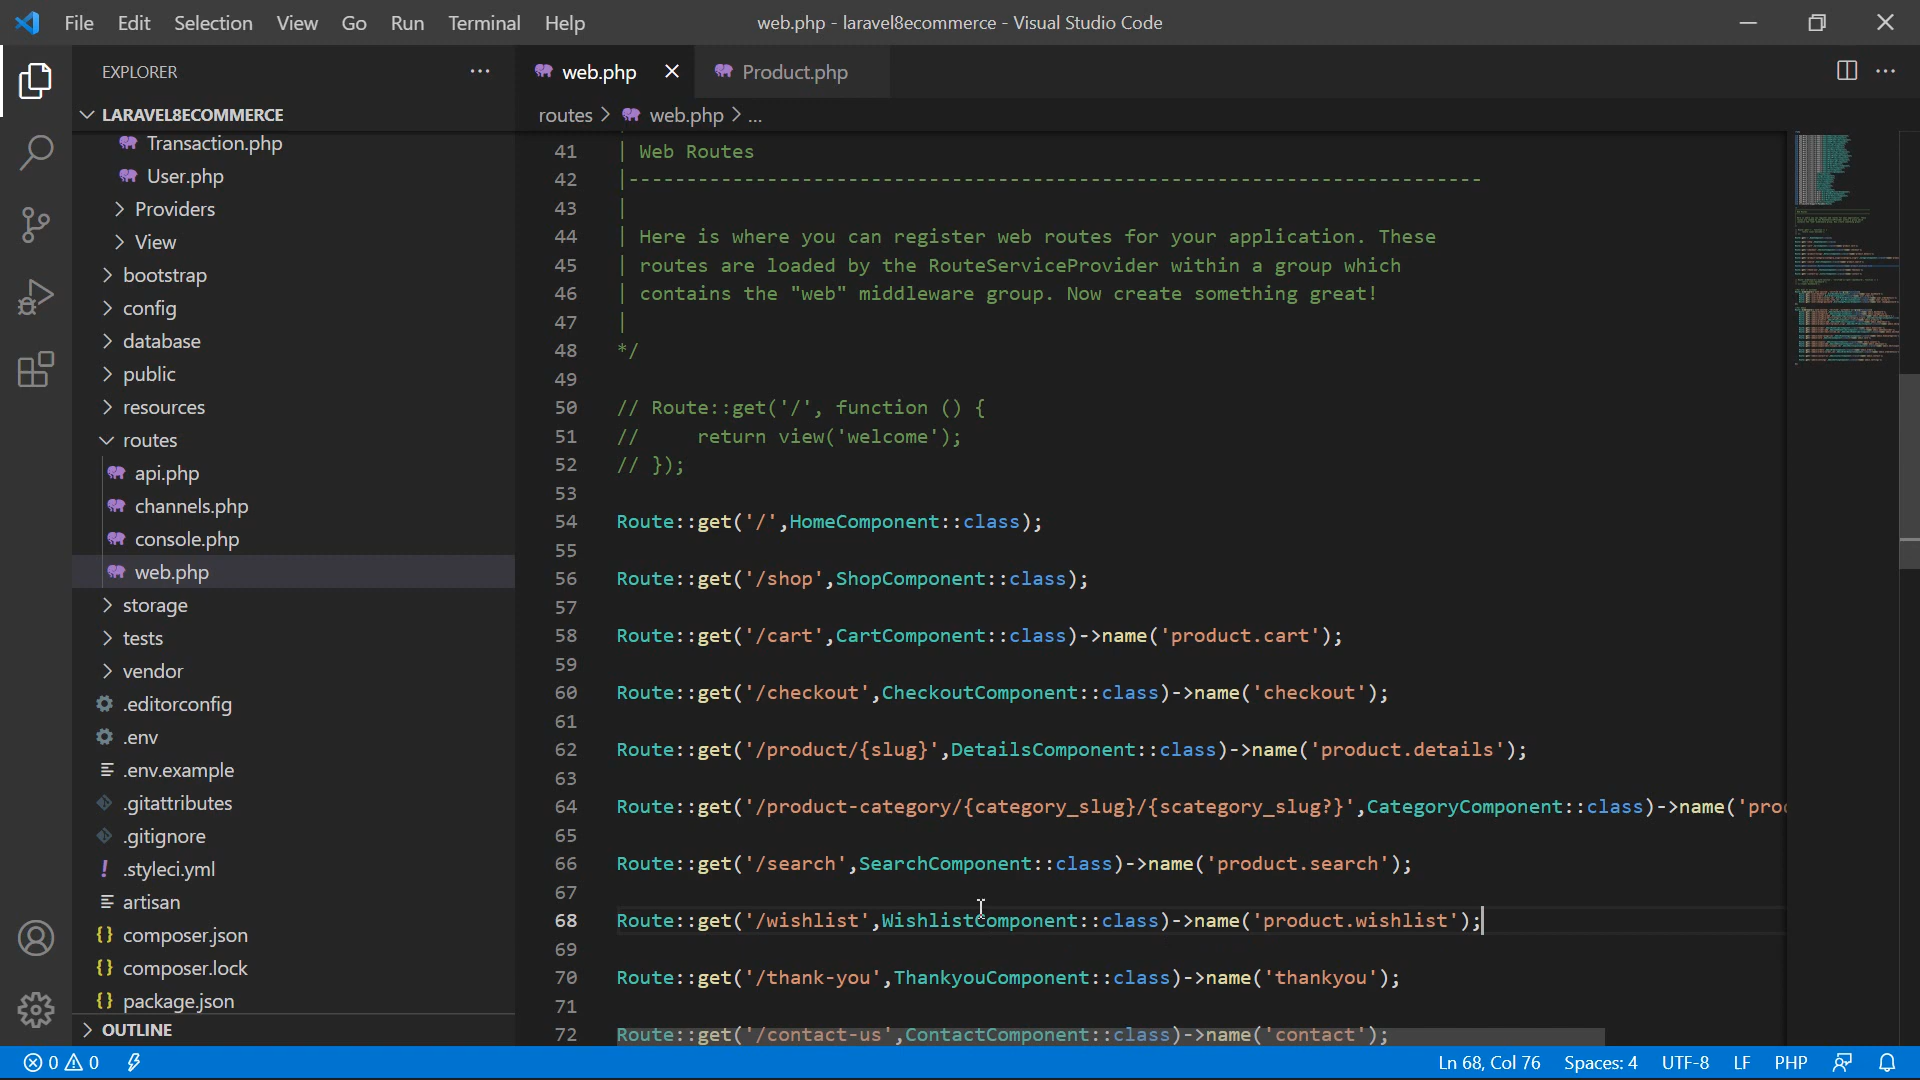 File Edit Selection View Go Run Terminal Help
web.php - laravel8ecommerce - Visual Studio Code
EXPLORER
LARAVEL8ECOMMERCE
Transaction.php
User.php
Providers
View
bootstrap
config
database
public
resources
routes
api.php
channels.php
console.php
web.php
storage
tests
vendor
.editorconfig
.env
.env.example
.gitattributes
.gitignore
.styleci.yml
artisan
composer.json
composer.lock
package.json
OUTLINE
web.php
Product.php
routes > web.php > ...
41 | Web Routes
42 |--------------------------------------------------------------------------
43 |
44 | Here is where you can register web routes for your application. These
45 | routes are loaded by the RouteServiceProvider within a group which
46 | contains the "web" middleware group. Now create something great!
47 |
48 */
49
50 // Route::get('/', function () {
51 //     return view('welcome');
52 // });
53
54 Route::get('/',HomeComponent::class);
55
56 Route::get('/shop',ShopComponent::class);
57
58 Route::get('/cart',CartComponent::class)->name('product.cart');
59
60 Route::get('/checkout',CheckoutComponent::class)->name('checkout');
61
62 Route::get('/product/{slug}',DetailsComponent::class)->name('product.details');
63
64 Route::get('/product-category/{category_slug}/{scategory_slug?}',CategoryComponent::class)->name('prod
65
66 Route::get('/search',SearchComponent::class)->name('product.search');
67
68 Route::get('/wishlist',WishlistComponent::class)->name('product.wishlist');
69
70 Route::get('/thank-you',ThankyouComponent::class)->name('thankyou');
71
72 Route::get('/contact-us',ContactComponent::class)->name('contact');
0 0
Ln 68, Col 76 Spaces: 4 UTF-8 LF PHP